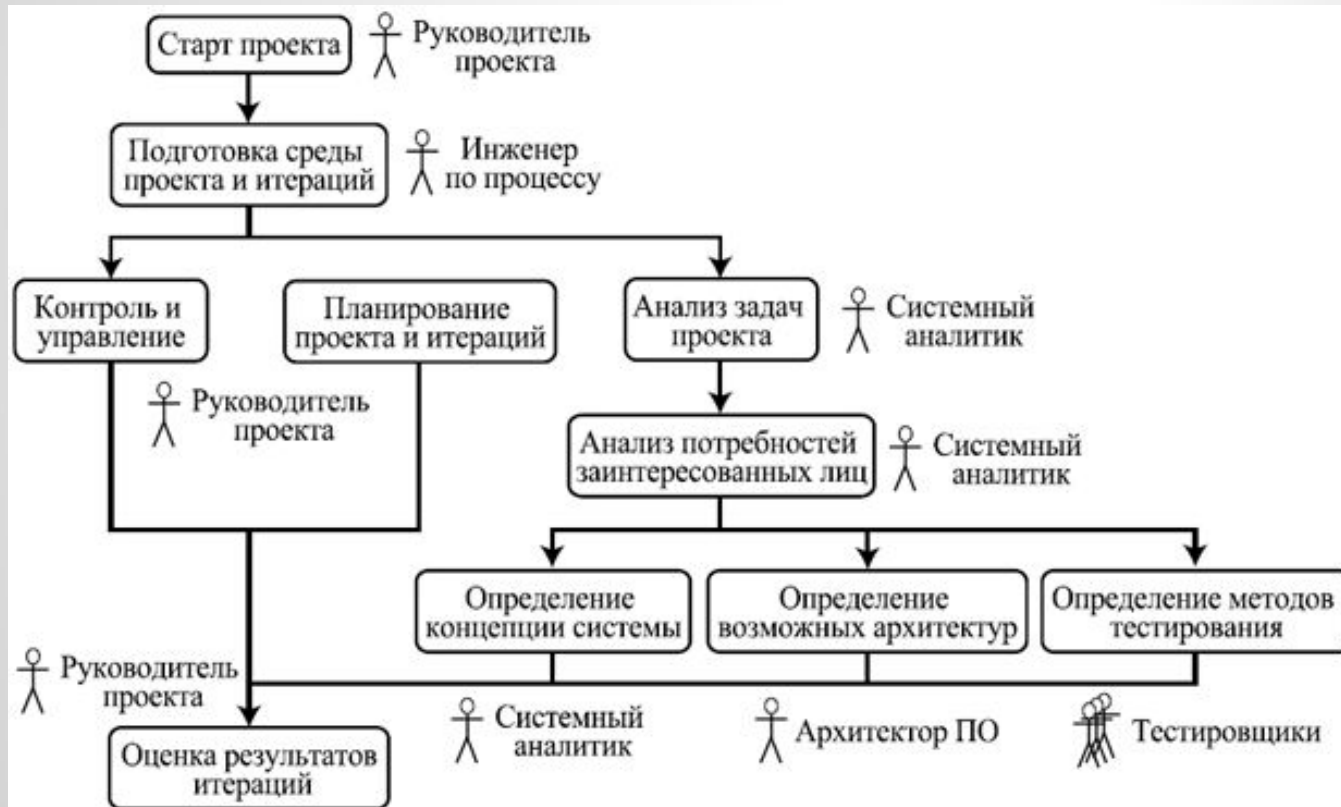 Старт проекта
Руководитель
проекта
Подготовка среды
проекта и итераций
Инженер
по процессу
Контроль и
управление
Планирование
проекта и итераций
Анализ задач
проекта
Системный
аналитик
Руководитель
проекта
Анализ потребностей
заинтересованных лиц
Системный
аналитик
Определение
концепции системы
Определение
возможных архитектур
Определение методов
тестирования
Руководитель
проекта
Системный
аналитик
Архитектор ПО
Тестировщики
Оценка результатов
итераций